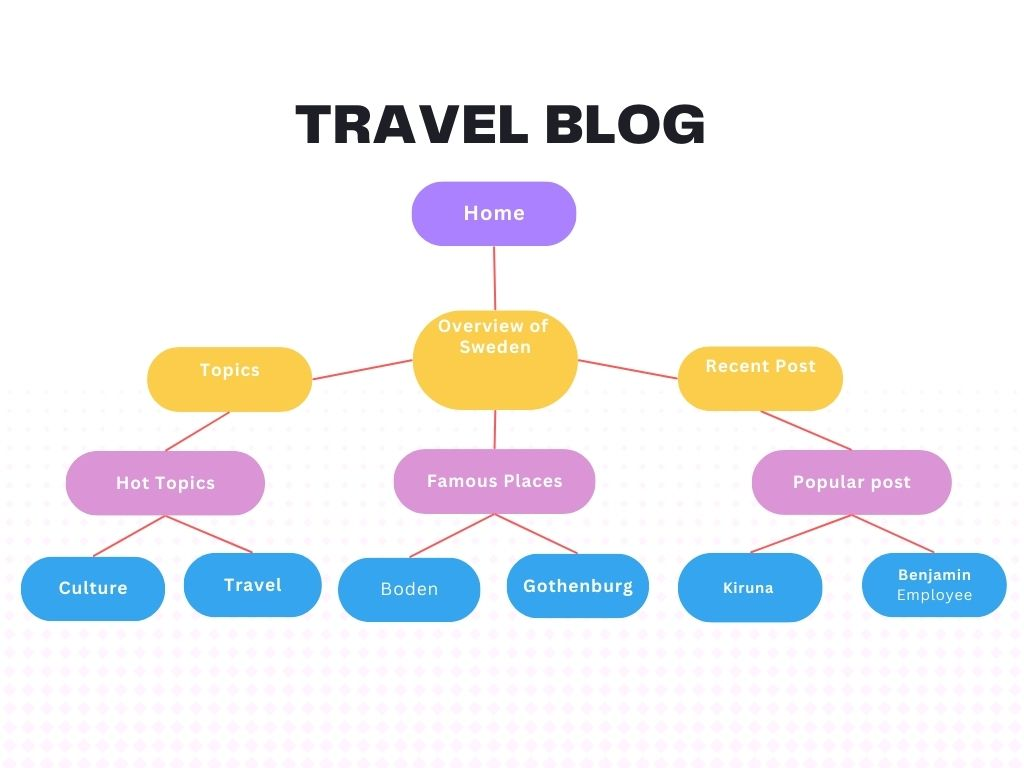 TRAVEL BLOG
Home
Overview of
Sweden
Topics
Recent Post
Hot Topics
Famous Places
Popular post
Culture
Travel
Boden
Gothenburg
Kiruna
Benjamin
Employee